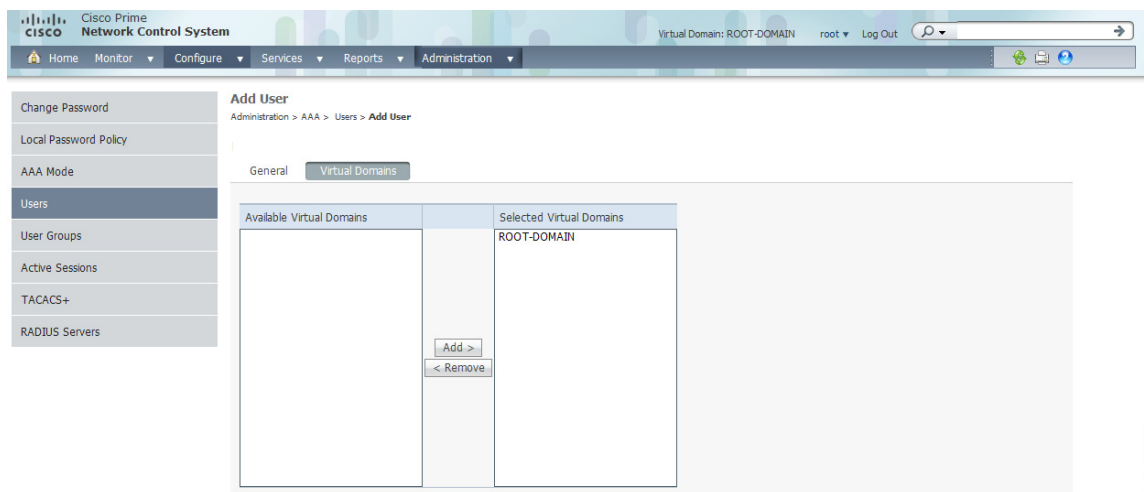 CISCO
Cisco Prime
Network Control System
Virtual Domain: ROOT-DOMAIN root Log Out
Home Monitor Configure Services Reports Administration
Change Password
Local Password Policy
AAA Mode
Users
User Groups
Active Sessions
TACACS+
RADIUS Servers
Add User
Administration > AAA > Users > Add User
General Virtual Domains
Available Virtual Domains Selected Virtual Domains
ROOT-DOMAIN
Add >
< Remove